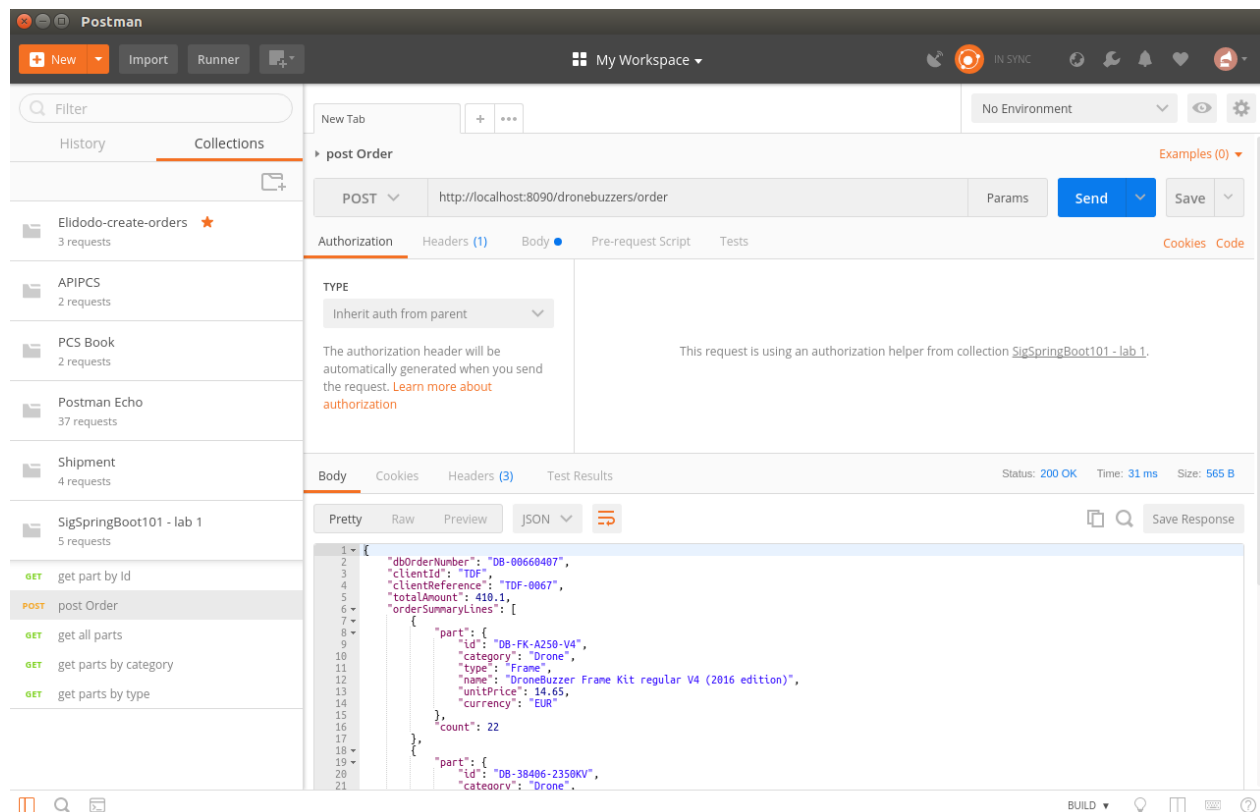 Postman
New Import Runner My Workspace IN SYNC
Filter
History Collections
Elidodo-create-orders
3 requests
APIPCS
2 requests
PCS Book
2 requests
Postman Echo
37 requests
Shipment
4 requests
SigSpringBoot101 - lab 1
5 requests
GET get part by Id
POST post Order
GET get all parts
GET get parts by category
GET get parts by type
New Tab + ••• No Environment
post Order Examples (0)
POST http://localhost:8090/dronebuzzers/order Params Send Save
Authorization Headers (1) Body Pre-request Script Tests Cookies Code
TYPE
Inherit auth from parent
The authorization header will be
automatically generated when you send
the request. Learn more about
authorization
This request is using an authorization helper from collection SigSpringBoot101 - lab 1.
Body Cookies Headers (3) Test Results Status: 200 OK Time: 31 ms Size: 565 B
Pretty Raw Preview JSON Save Response
1 {
2 "dbOrderNumber": "DB-00660407",
3 "clientId": "TDF",
4 "clientReference": "TDF-0067",
5 "totalAmount": 410.1,
6 "orderSummaryLines": [
7 {
8 "part": {
9 "id": "DB-FK-A250-V4",
10 "category": "Drone",
11 "type": "Frame",
12 "name": "DroneBuzzer Frame Kit regular V4 (2016 edition)",
13 "unitPrice": 14.65,
14 "currency": "EUR"
15 },
16 "count": 22
17 },
18 {
19 "part": {
20 "id": "DB-38406-2350KV",
21 "category": "Drone",
BUILD